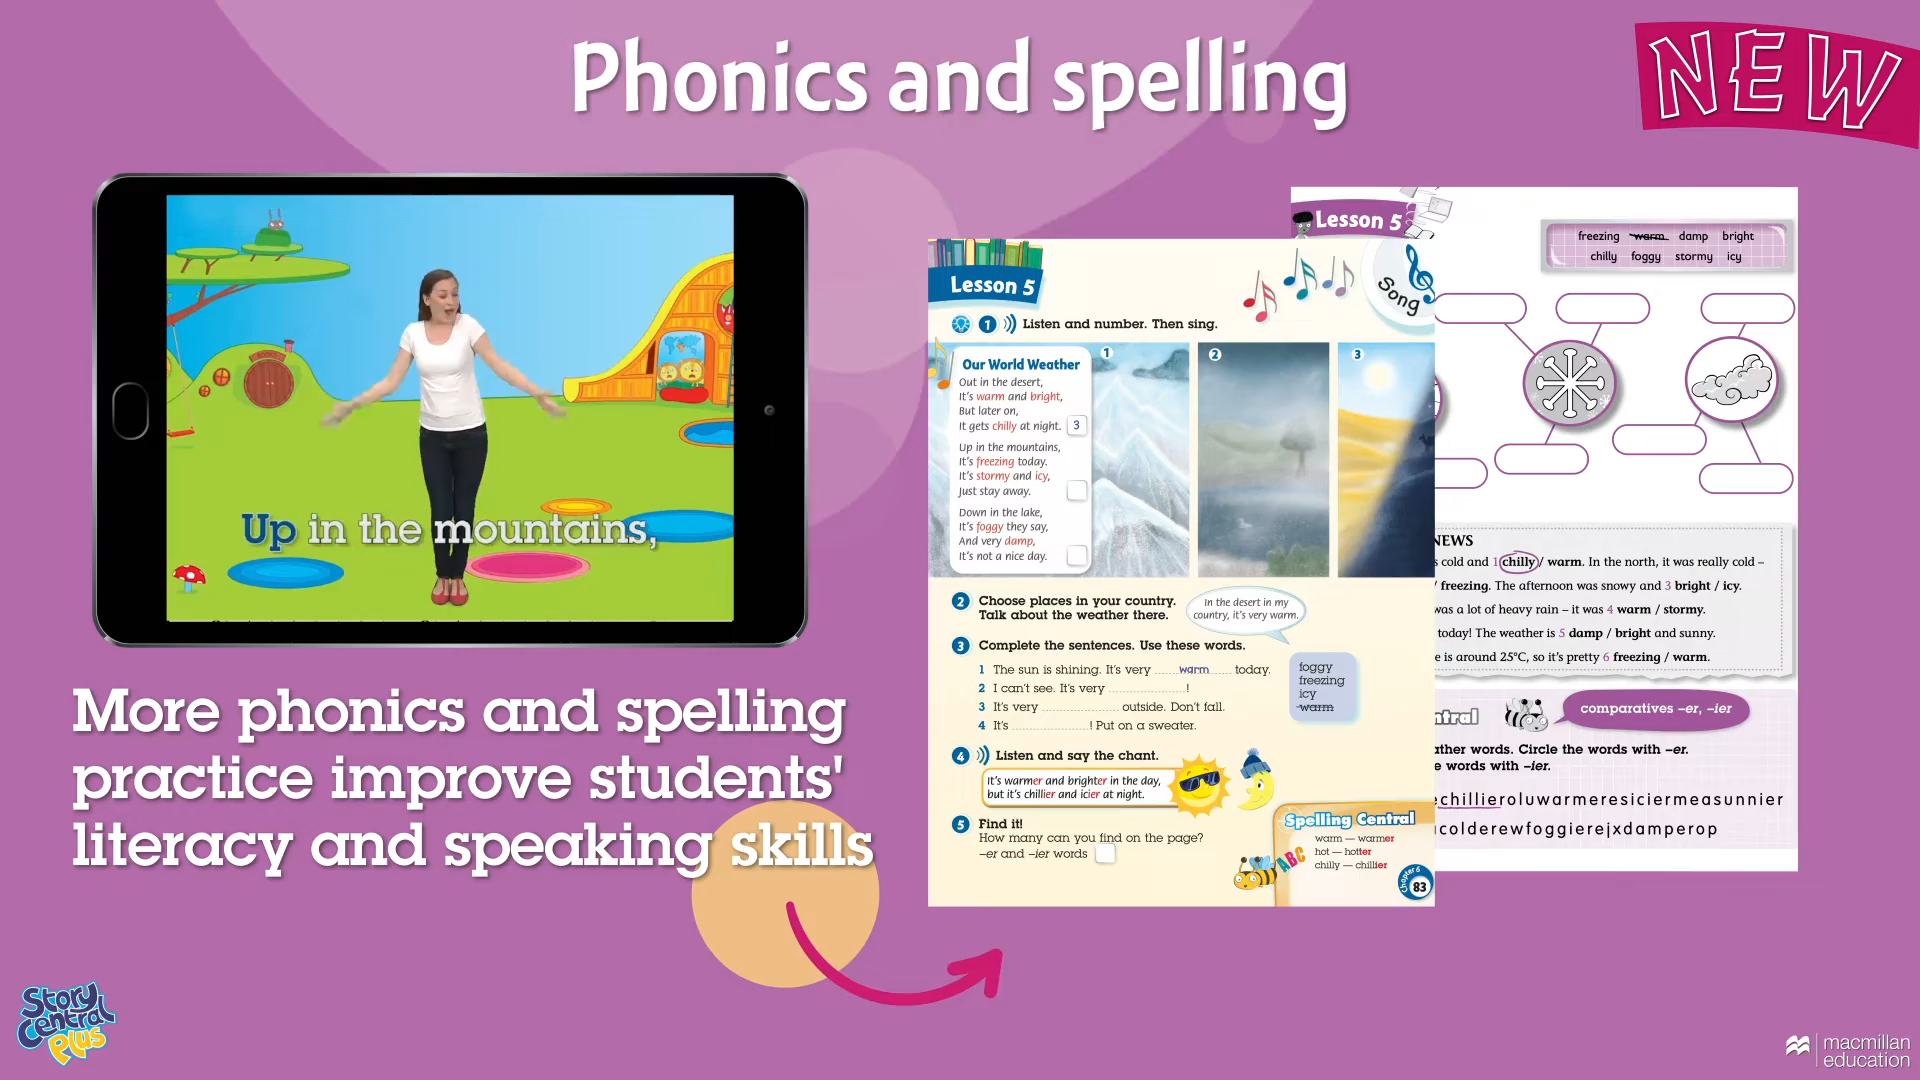 Phonics and spelling
NEW
Up in the mountains,
More phonics and spelling
practice improve students'
literacy and speaking skills
Lesson 5
Song
1 Listen and number. Then sing.
Our World Weather
Out in the desert,
It's warm and bright,
But later on,
It gets chilly at night. 3
Up in the mountains,
It's freezing today.
It's stormy and icy,
Just stay away.
Down in the lake,
It's foggy they say,
And very damp,
It's not a nice day.
1
2
3
2 Choose places in your country.
Talk about the weather there.
In the desert in my
country, it's very warm.
3 Complete the sentences. Use these words.
1 The sun is shining. It's very warm today.
2 I can't see. It's very !
3 It's very outside. Don't fall.
4 It's ! Put on a sweater.
foggy
freezing
icy
warm
4 Listen and say the chant.
It's warmer and brighter in the day,
but it's chillier and icier at night.
5 Find it!
How many can you find on the page?
-er and -ier words
ABC
Spelling Central
warm — warmer
hot — hotter
chilly — chillier
Chapter 6
83
Lesson 5
freezing warm damp bright
chilly foggy stormy icy
NEWS
s cold and 1 chilly / warm. In the north, it was really cold –
/ freezing. The afternoon was snowy and 3 bright / icy.
was a lot of heavy rain – it was 4 warm / stormy.
today! The weather is 5 damp / bright and sunny.
e is around 25°C, so it's pretty 6 freezing / warm.
ntral
comparatives –er, –ier
ather words. Circle the words with –er.
e words with –ier.
echillieroluwarmeresiciermeasunnier
colderewfoggierejxdamperop
Story
Central
Plus
macmillan
education